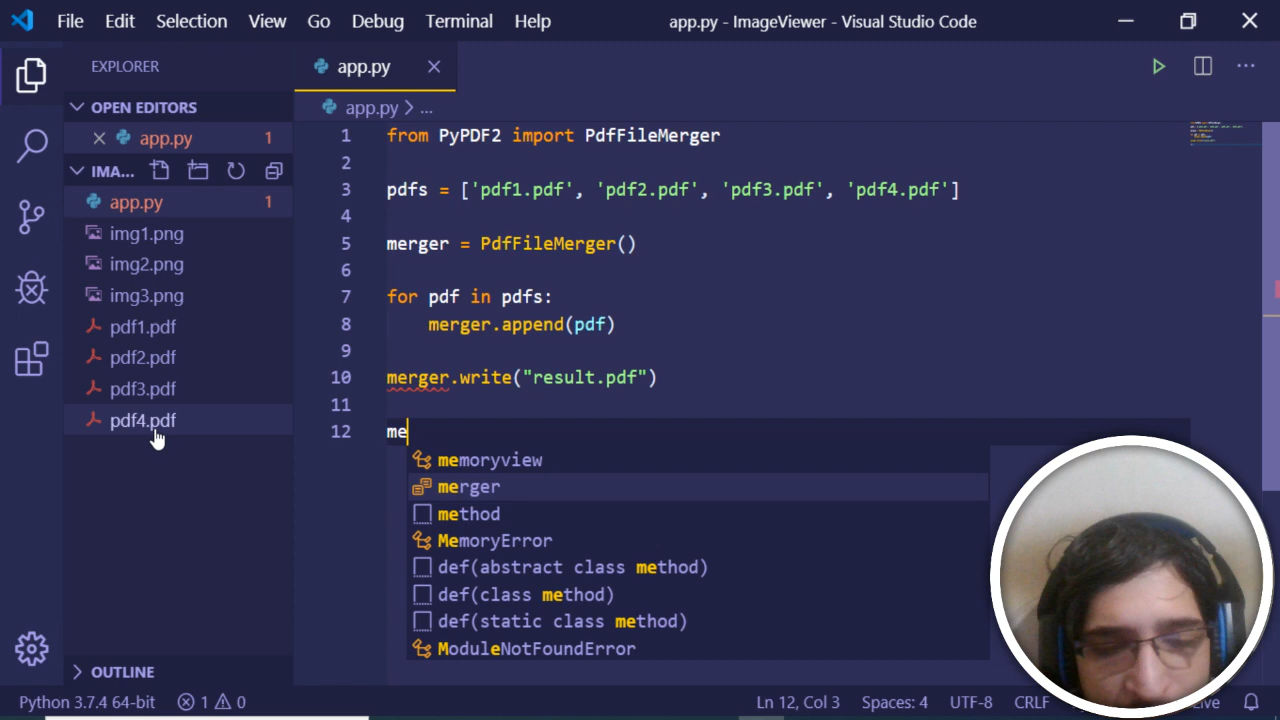 File Edit Selection View Go Debug Terminal Help app.py - ImageViewer - Visual Studio Code
EXPLORER
OPEN EDITORS
app.py 1
IMA...
app.py 1
img1.png
img2.png
img3.png
pdf1.pdf
pdf2.pdf
pdf3.pdf
pdf4.pdf
OUTLINE
app.py
app.py > ...
1 from PyPDF2 import PdfFileMerger
2
3 pdfs = ['pdf1.pdf', 'pdf2.pdf', 'pdf3.pdf', 'pdf4.pdf']
4
5 merger = PdfFileMerger()
6
7 for pdf in pdfs:
8 merger.append(pdf)
9
10 merger.write("result.pdf")
11
12 me
memoryview
merger
method
MemoryError
def(abstract class method)
def(class method)
def(static class method)
ModuleNotFoundError
Python 3.7.4 64-bit 1 0 Ln 12, Col 3 Spaces: 4 UTF-8 CRLF Live